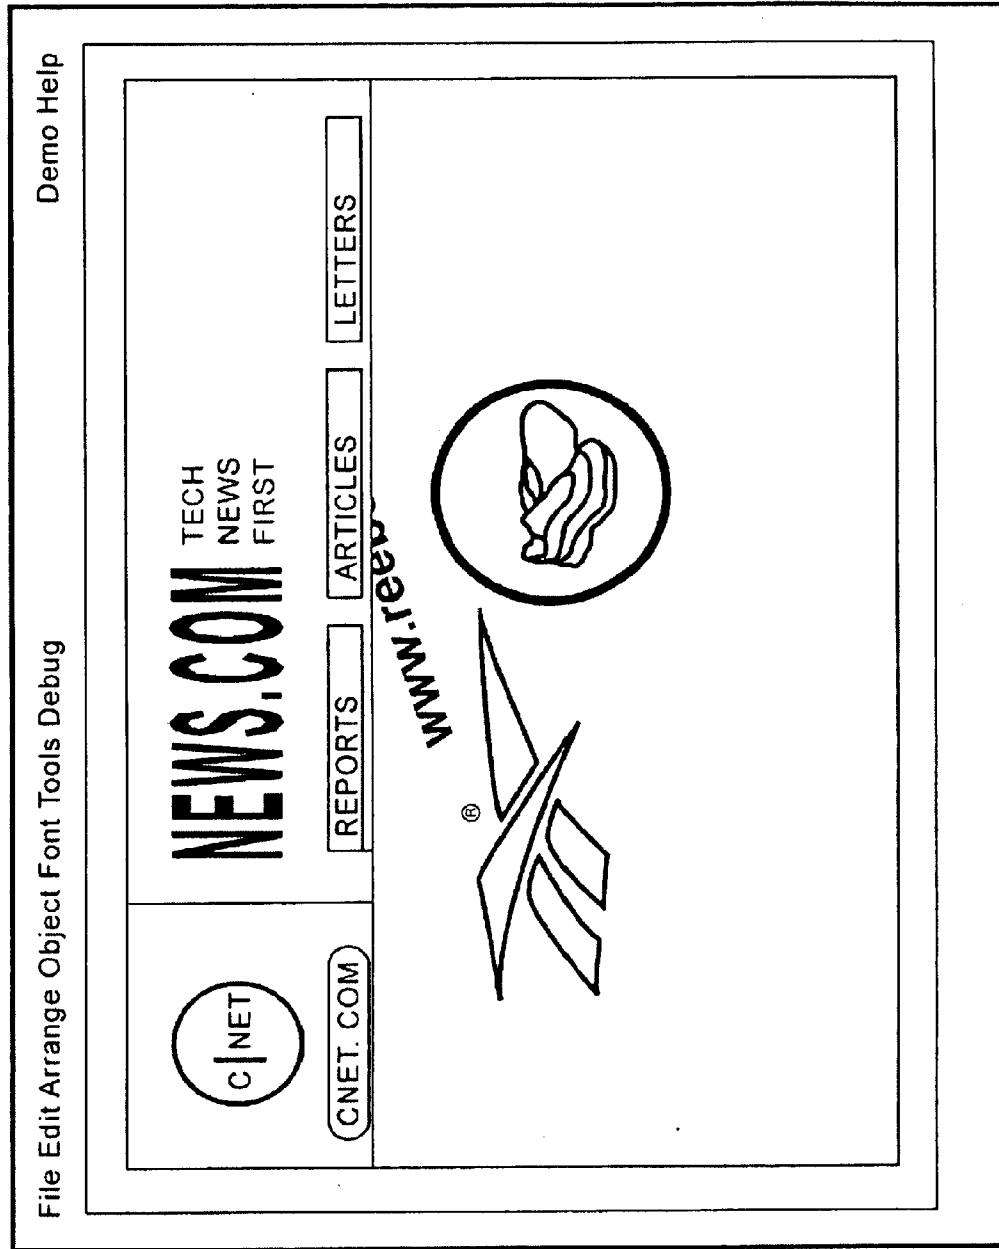 File Edit Arrange Object Font Tools Debug Demo Help
C|NET
NEWS.COM
TECH
NEWS
FIRST
CNET. COM
REPORTS
ARTICLES
LETTERS
®